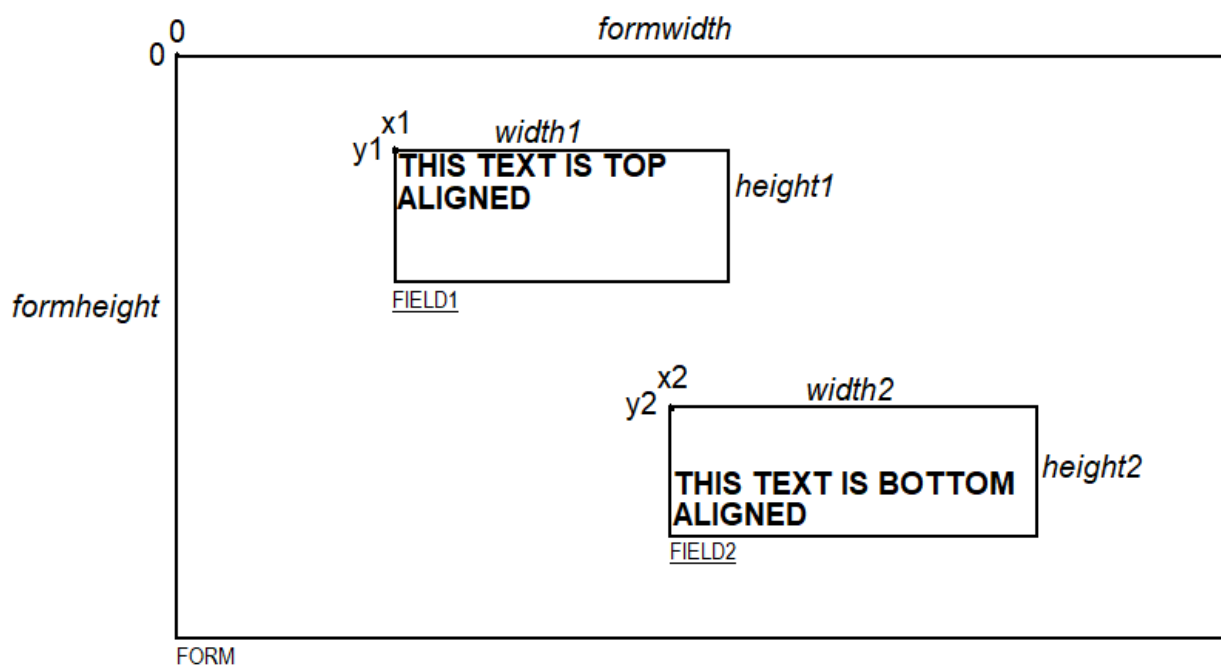 0
formwidth
0
x1
width1
y1
THIS TEXT IS TOP
ALIGNED
height1
FIELD1
formheight
x2
width2
y2
THIS TEXT IS BOTTOM
ALIGNED
height2
FIELD2
FORM